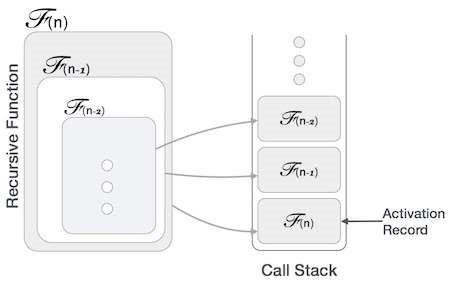 ℱ(n)
ℱ(n-1)
ℱ(n-2)
Recursive Function
ℱ(n-2)
ℱ(n-1)
ℱ(n)
Activation
Record
Call Stack